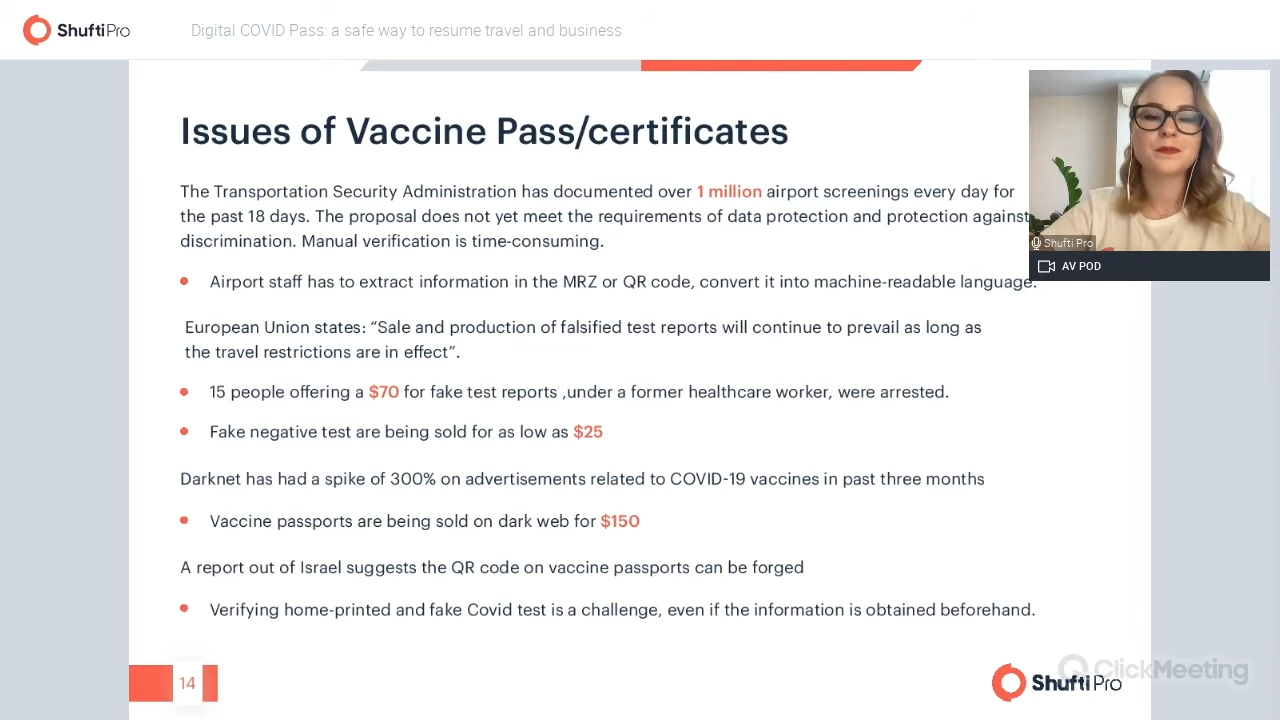 ShuftiPro
Digital COVID Pass: a safe way to resume travel and business
Issues of Vaccine Pass/certificates
The Transportation Security Administration has documented over 1 million airport screenings every day for
the past 18 days. The proposal does not yet meet the requirements of data protection and protection against
discrimination. Manual verification is time-consuming.
Airport staff has to extract information in the MRZ or QR code, convert it into machine-readable language.
European Union states: “Sale and production of falsified test reports will continue to prevail as long as
the travel restrictions are in effect”.
15 people offering a $70 for fake test reports ,under a former healthcare worker, were arrested.
Fake negative test are being sold for as low as $25
Darknet has had a spike of 300% on advertisements related to COVID-19 vaccines in past three months
Vaccine passports are being sold on dark web for $150
A report out of Israel suggests the QR code on vaccine passports can be forged
Verifying home-printed and fake Covid test is a challenge, even if the information is obtained beforehand.
Shufti Pro
AV POD
14
ShuftiPro
ClickMeeting